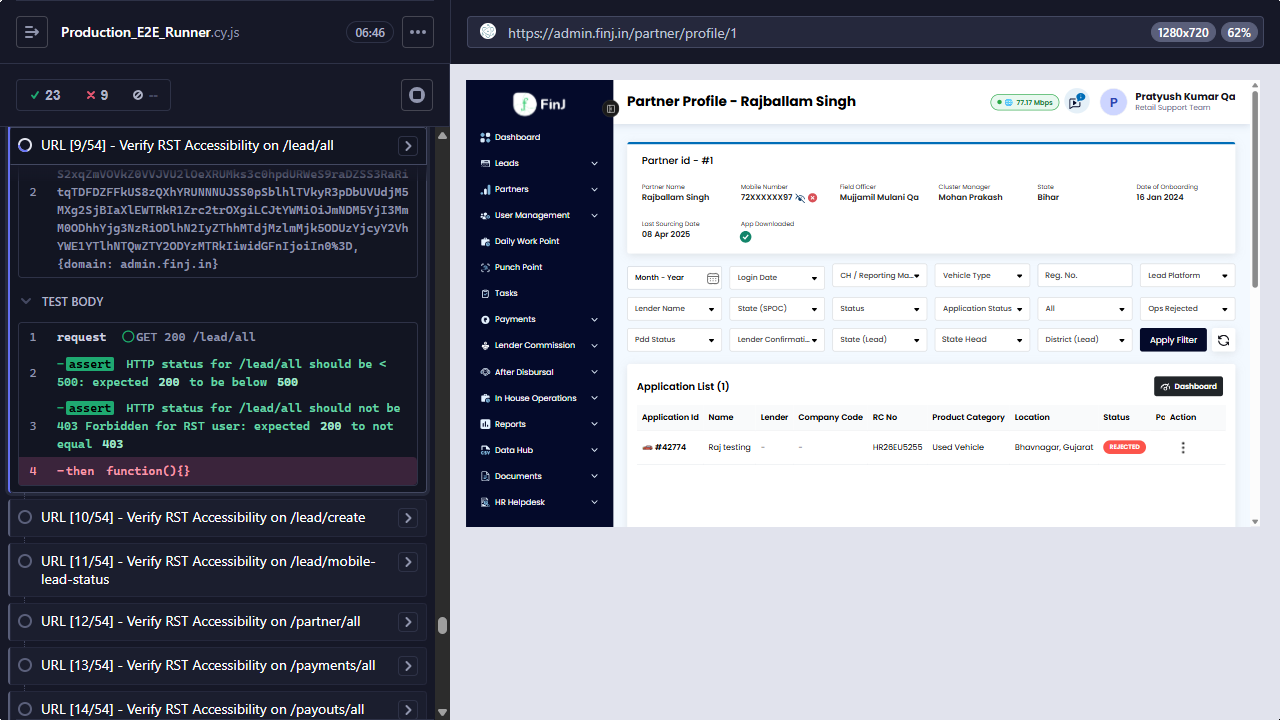 Production_E2E_Runner.cy.js
06:46
23
9
--
URL [9/54] - Verify RST Accessibility on /lead/all
2
itqTDFDZFFkUS8zQXhYRUNNNUJSS0pSblhlTVkyR3pDbUVUdjM5
M0ODhhYjg3NzRiODlhN2IyZThhMTdjMzlmMjk5ODUzYjcyY2Vh
YWE1YTlhNTQwZTY2ODYzMTRkIiwidGFnIjoiIn0%3D,
{domain: admin.finj.in}
TEST BODY
1 request GET 200 /lead/all
2 -assert HTTP status for /lead/all should be <
500: expected 200 to be below 500
3 -assert HTTP status for /lead/all should not be
403 Forbidden for RST user: expected 200 to not
equal 403
4 -then function(){}
URL [10/54] - Verify RST Accessibility on /lead/create
URL [11/54] - Verify RST Accessibility on /lead/mobile-
lead-status
URL [12/54] - Verify RST Accessibility on /partner/all
URL [13/54] - Verify RST Accessibility on /payments/all
URL [14/54] - Verify RST Accessibility on /payouts/all
https://admin.finj.in/partner/profile/1
1280x720
62%
FinJ
Dashboard
Leads
Partners
User Management
Daily Work Point
Punch Point
Tasks
Payments
Lender Commission
After Disbursal
In House Operations
Reports
Data Hub
Documents
HR Helpdesk
Partner Profile - Rajballam Singh
77.17 Mbps
P
Pratyush Kumar Qa
Retail Support Team
Partner id - #1
Partner Name Mobile Number Field Officer Cluster Manager State Date of Onboarding
Rajballam Singh 72XXXXXX97 Mujjamil Mulani Qa Mohan Prakash Bihar 16 Jan 2024
Last Sourcing Date App Downloaded
08 Apr 2025
Month - Year Login Date CH / Reporting Ma... Vehicle Type Reg. No. Lead Platform
Lender Name State (SPOC) Status Application Status All Ops Rejected
Pdd Status Lender Confirmati... State (Lead) State Head District (Lead) Apply Filter
Application List (1)
Dashboard
Application Id Name Lender Company Code RC No Product Category Location Status Pc Action
#42774 Raj testing - - HR26EU5255 Used Vehicle Bhavnagar, Gujarat REJECTED